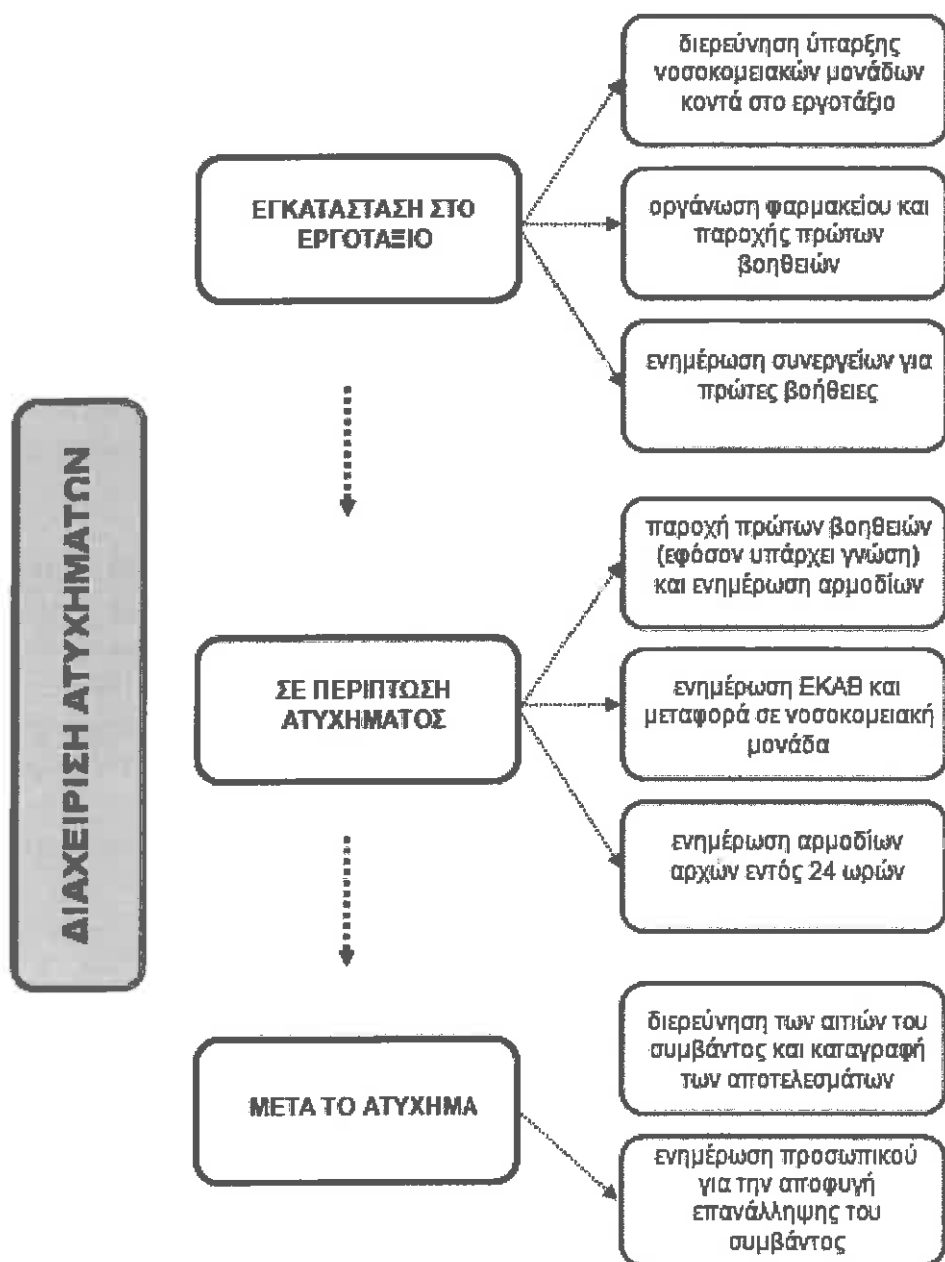 ΔΙΑΧΕΙΡΙΣΗ ΑΤΥΧΗΜΑΤΩΝ
ΕΓΚΑΤΑΣΤΑΣΗ ΣΤΟ
ΕΡΓΟΤΑΞΙΟ
διερεύνηση ύπαρξης
νοσοκομειακών μονάδων
κοντά στο εργοτάξιο
οργάνωση φαρμακείου και
παροχής πρώτων
βοηθειών
ενημέρωση συνεργείων για
πρώτες βοήθειες
ΣΕ ΠΕΡΙΠΤΩΣΗ
ΑΤΥΧΗΜΑΤΟΣ
παροχή πρώτων βοηθειών
(εφόσον υπάρχει γνώση)
και ενημέρωση αρμοδίων
ενημέρωση ΕΚΑΒ και
μεταφορά σε νοσοκομειακή
μονάδα
ενημέρωση αρμοδίων
αρχών εντός 24 ωρών
ΜΕΤΑ ΤΟ ΑΤΥΧΗΜΑ
διερεύνηση των αιτιών του
συμβάντος και καταγραφή
των αποτελεσμάτων
ενημέρωση προσωπικού
για την αποφυγή
επανάλληψης του
συμβάντος